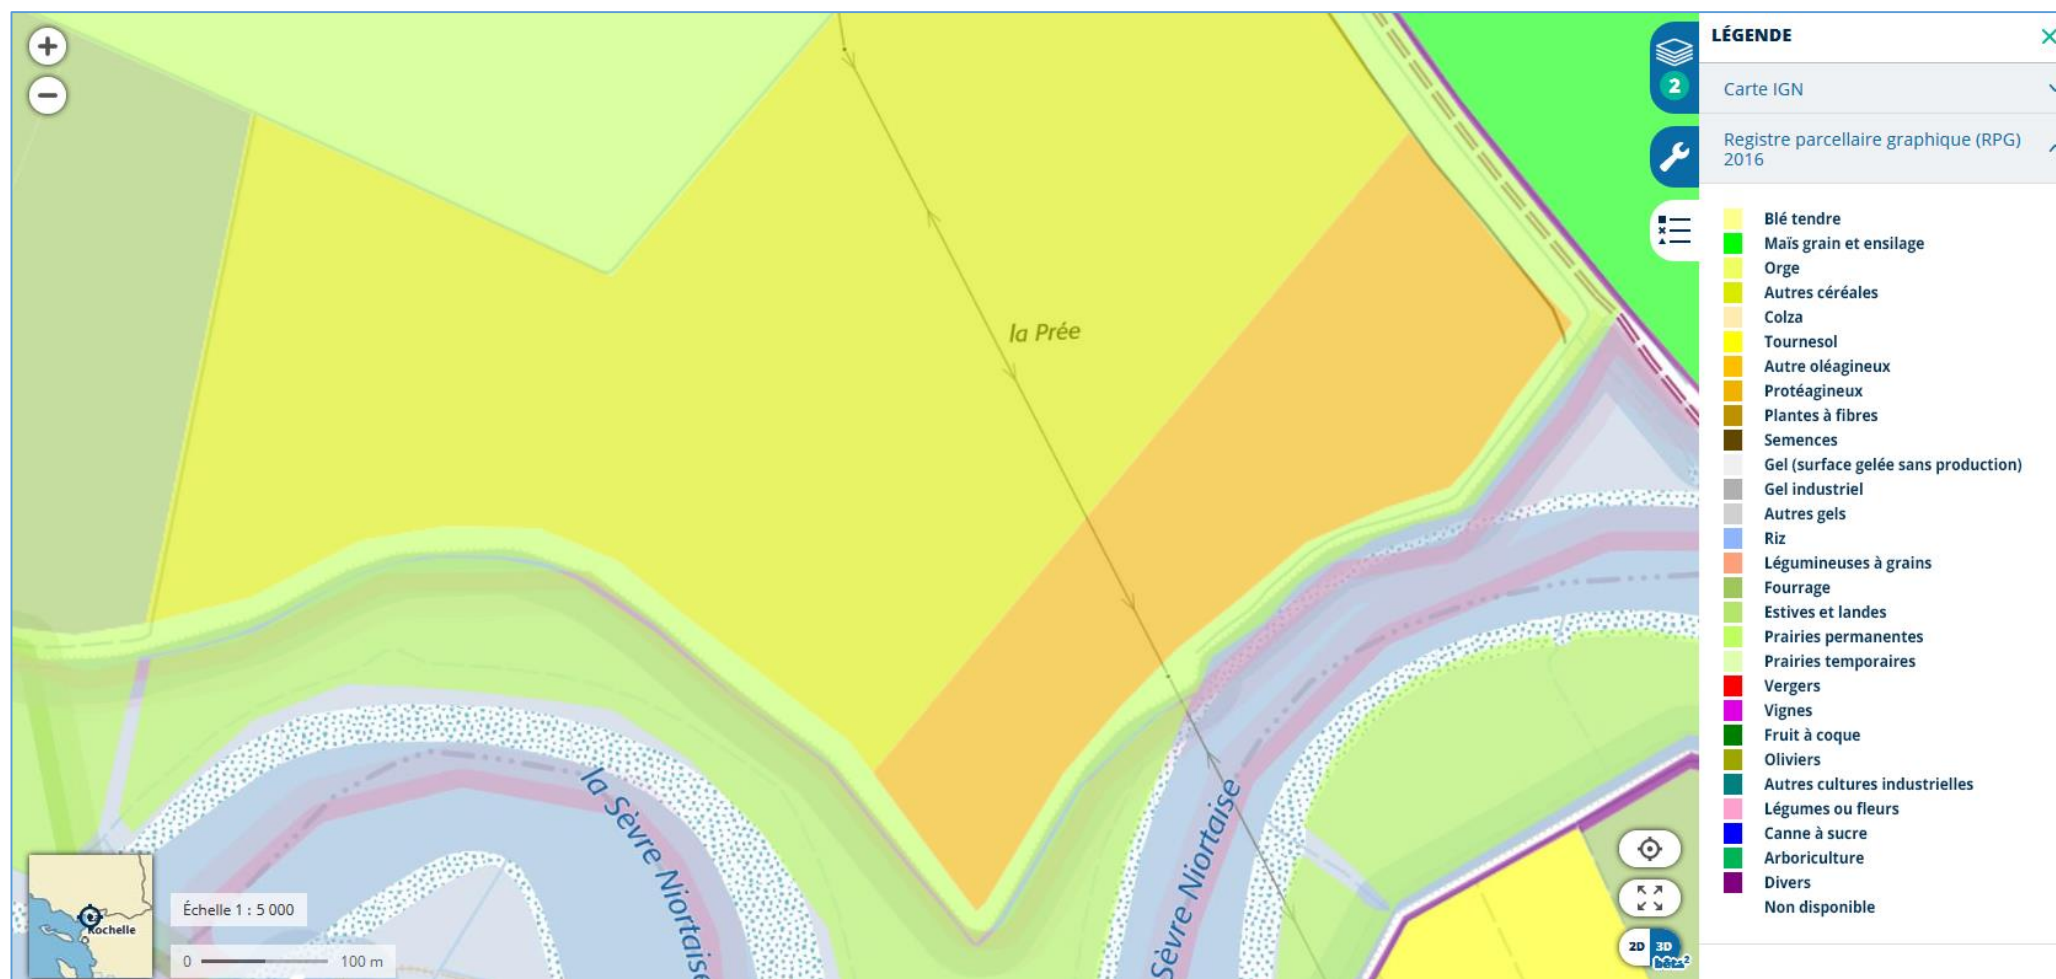 la Prée
la Sèvre Niortaise
Sèvre Niortaise
Rochelle
Échelle 1 : 5 000
0
100 m
2
2D
3D
bêta²
LÉGENDE
Carte IGN
Registre parcellaire graphique (RPG)
2016
Blé tendre
Maïs grain et ensilage
Orge
Autres céréales
Colza
Tournesol
Autre oléagineux
Protéagineux
Plantes à fibres
Semences
Gel (surface gelée sans production)
Gel industriel
Autres gels
Riz
Légumineuses à grains
Fourrage
Estives et landes
Prairies permanentes
Prairies temporaires
Vergers
Vignes
Fruit à coque
Oliviers
Autres cultures industrielles
Légumes ou fleurs
Canne à sucre
Arboriculture
Divers
Non disponible